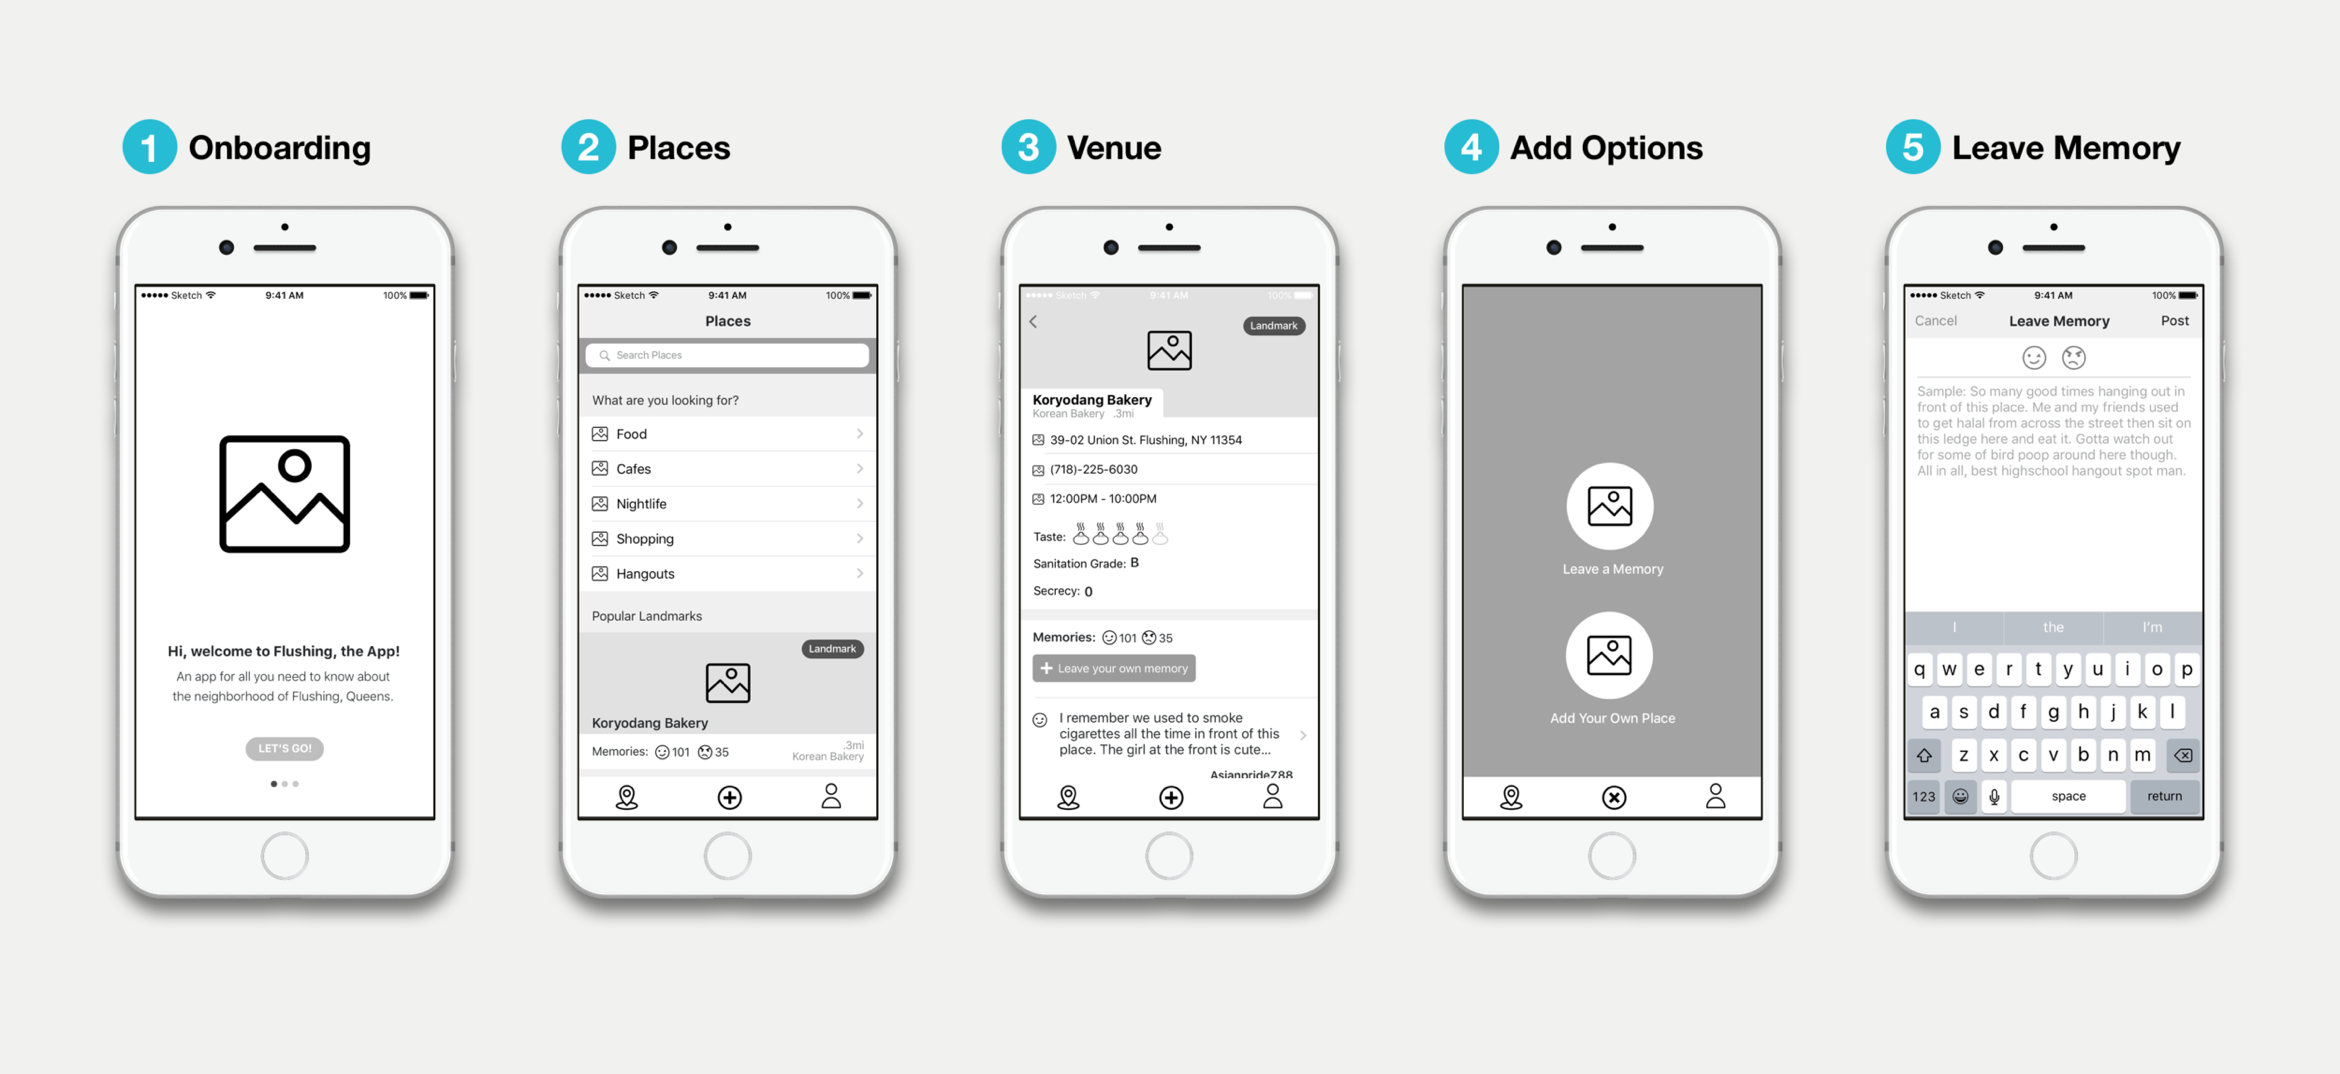 1 Onboarding
Sketch 9:41 AM 100%
Hi, welcome to Flushing, the App!
An app for all you need to know about
the neighborhood of Flushing, Queens.
LET'S GO!
2 Places
Sketch 9:41 AM 100%
Places
Search Places
What are you looking for?
Food
Cafes
Nightlife
Shopping
Hangouts
Popular Landmarks
Landmark
Koryodang Bakery
Memories: 101 35
.3mi
Korean Bakery
3 Venue
Sketch 9:41 AM 100%
Landmark
Koryodang Bakery
Korean Bakery .3mi
39-02 Union St. Flushing, NY 11354
(718)-225-6030
12:00PM - 10:00PM
Taste:
Sanitation Grade: B
Secrecy: 0
Memories: 101 35
+ Leave your own memory
I remember we used to smoke
cigarettes all the time in front of this
place. The girl at the front is cute...
AsianprideZ88
4 Add Options
Leave a Memory
Add Your Own Place
5 Leave Memory
Sketch 9:41 AM 100%
Cancel Leave Memory Post
Sample: So many good times hanging out in
front of this place. Me and my friends used
to get halal from across the street then sit on
this ledge here and eat it. Gotta watch out
for some of bird poop around here though.
All in all, best highschool hangout spot man.
I the I'm
q w e r t y u i o p
a s d f g h j k l
z x c v b n m
123 space return